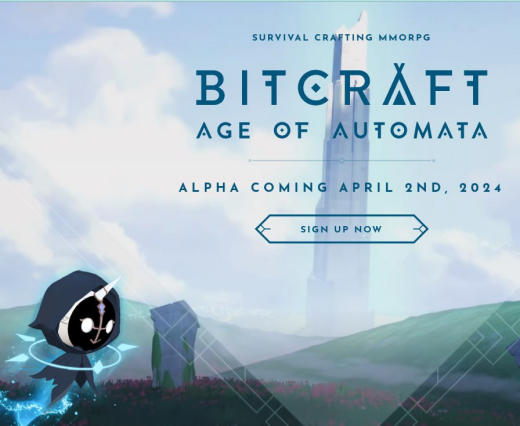 SURVIVAL CRAFTING MMORPG
BITCRAFT
AGE OF AUTOMATA
ALPHA COMING APRIL 2ND, 2024
SIGN UP NOW